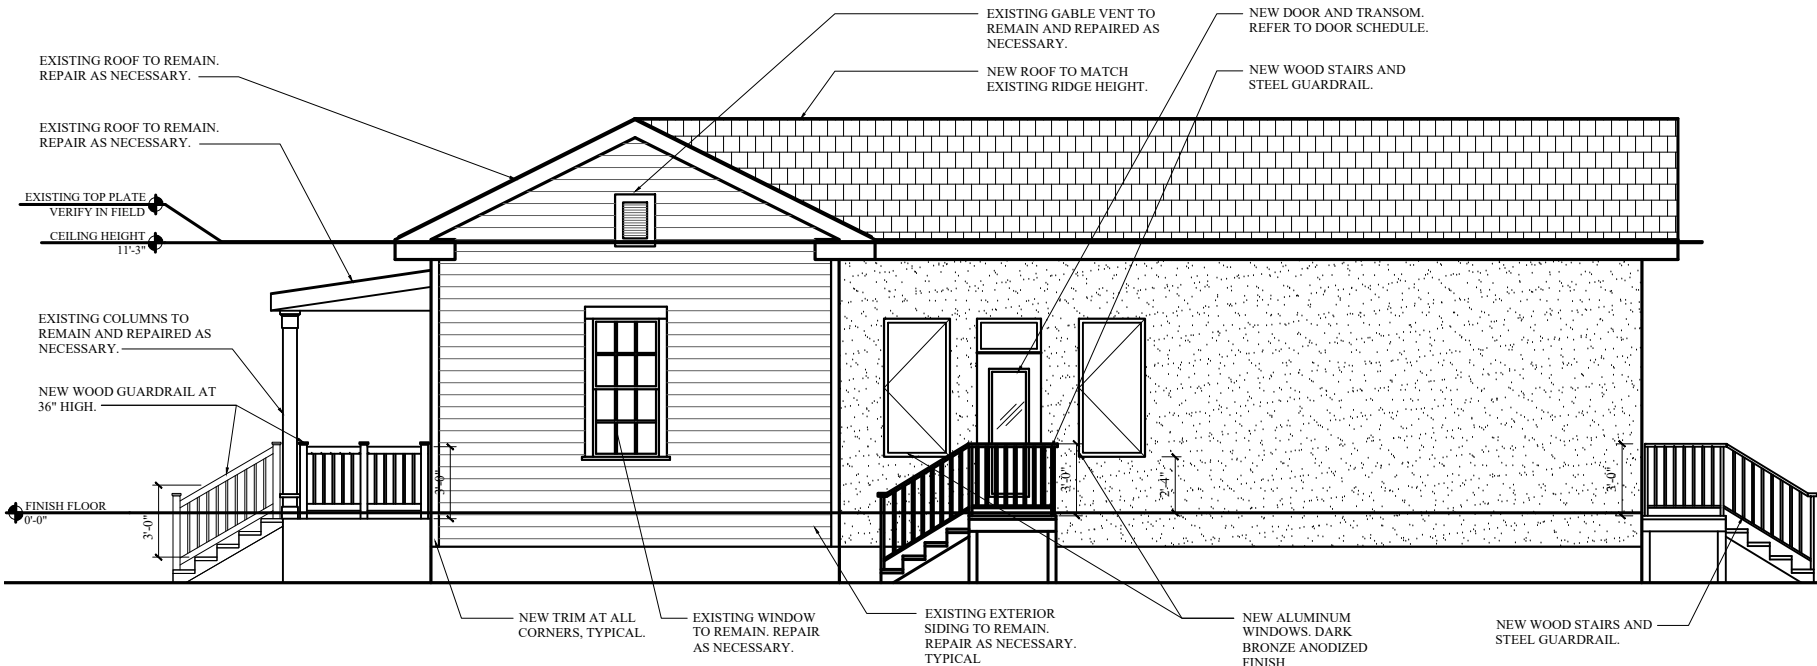 EXISTING GABLE VENT TO
REMAIN AND REPAIRED AS
NECESSARY.
NEW DOOR AND TRANSOM.
REFER TO DOOR SCHEDULE.
EXISTING ROOF TO REMAIN.
REPAIR AS NECESSARY.
NEW ROOF TO MATCH
EXISTING RIDGE HEIGHT.
NEW WOOD STAIRS AND
STEEL GUARDRAIL.
EXISTING ROOF TO REMAIN.
REPAIR AS NECESSARY.
EXISTING TOP PLATE
VERIFY IN FIELD
CEILING HEIGHT
11'-3"
EXISTING COLUMNS TO
REMAIN AND REPAIRED AS
NECESSARY.
NEW WOOD GUARDRAIL AT
36" HIGH.
3'-0"
3'-0"
2'-4"
3'-0"
FINISH FLOOR
0'-0"
3'-0"
NEW TRIM AT ALL
CORNERS, TYPICAL.
EXISTING WINDOW
TO REMAIN. REPAIR
AS NECESSARY.
EXISTING EXTERIOR
SIDING TO REMAIN.
REPAIR AS NECESSARY.
TYPICAL
NEW ALUMINUM
WINDOWS. DARK
BRONZE ANODIZED
FINISH
NEW WOOD STAIRS AND
STEEL GUARDRAIL.